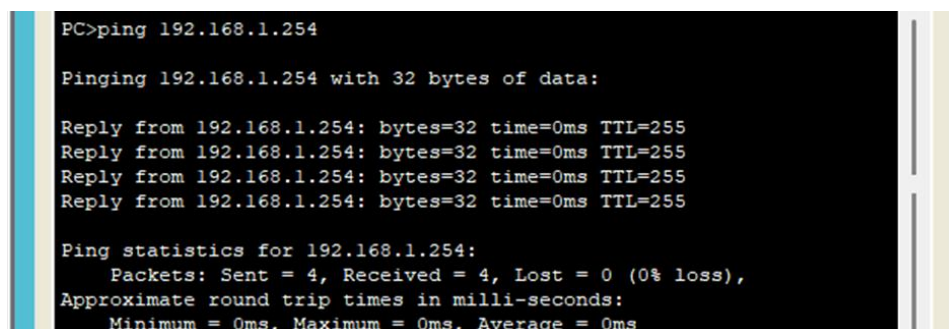 PC>ping 192.168.1.254
Pinging 192.168.1.254 with 32 bytes of data:
Reply from 192.168.1.254: bytes=32 time=0ms TTL=255
Reply from 192.168.1.254: bytes=32 time=0ms TTL=255
Reply from 192.168.1.254: bytes=32 time=0ms TTL=255
Reply from 192.168.1.254: bytes=32 time=0ms TTL=255
Ping statistics for 192.168.1.254:
Packets: Sent = 4, Received = 4, Lost = 0 (0% loss),
Approximate round trip times in milli-seconds:
Minimum = 0ms, Maximum = 0ms, Average = 0ms